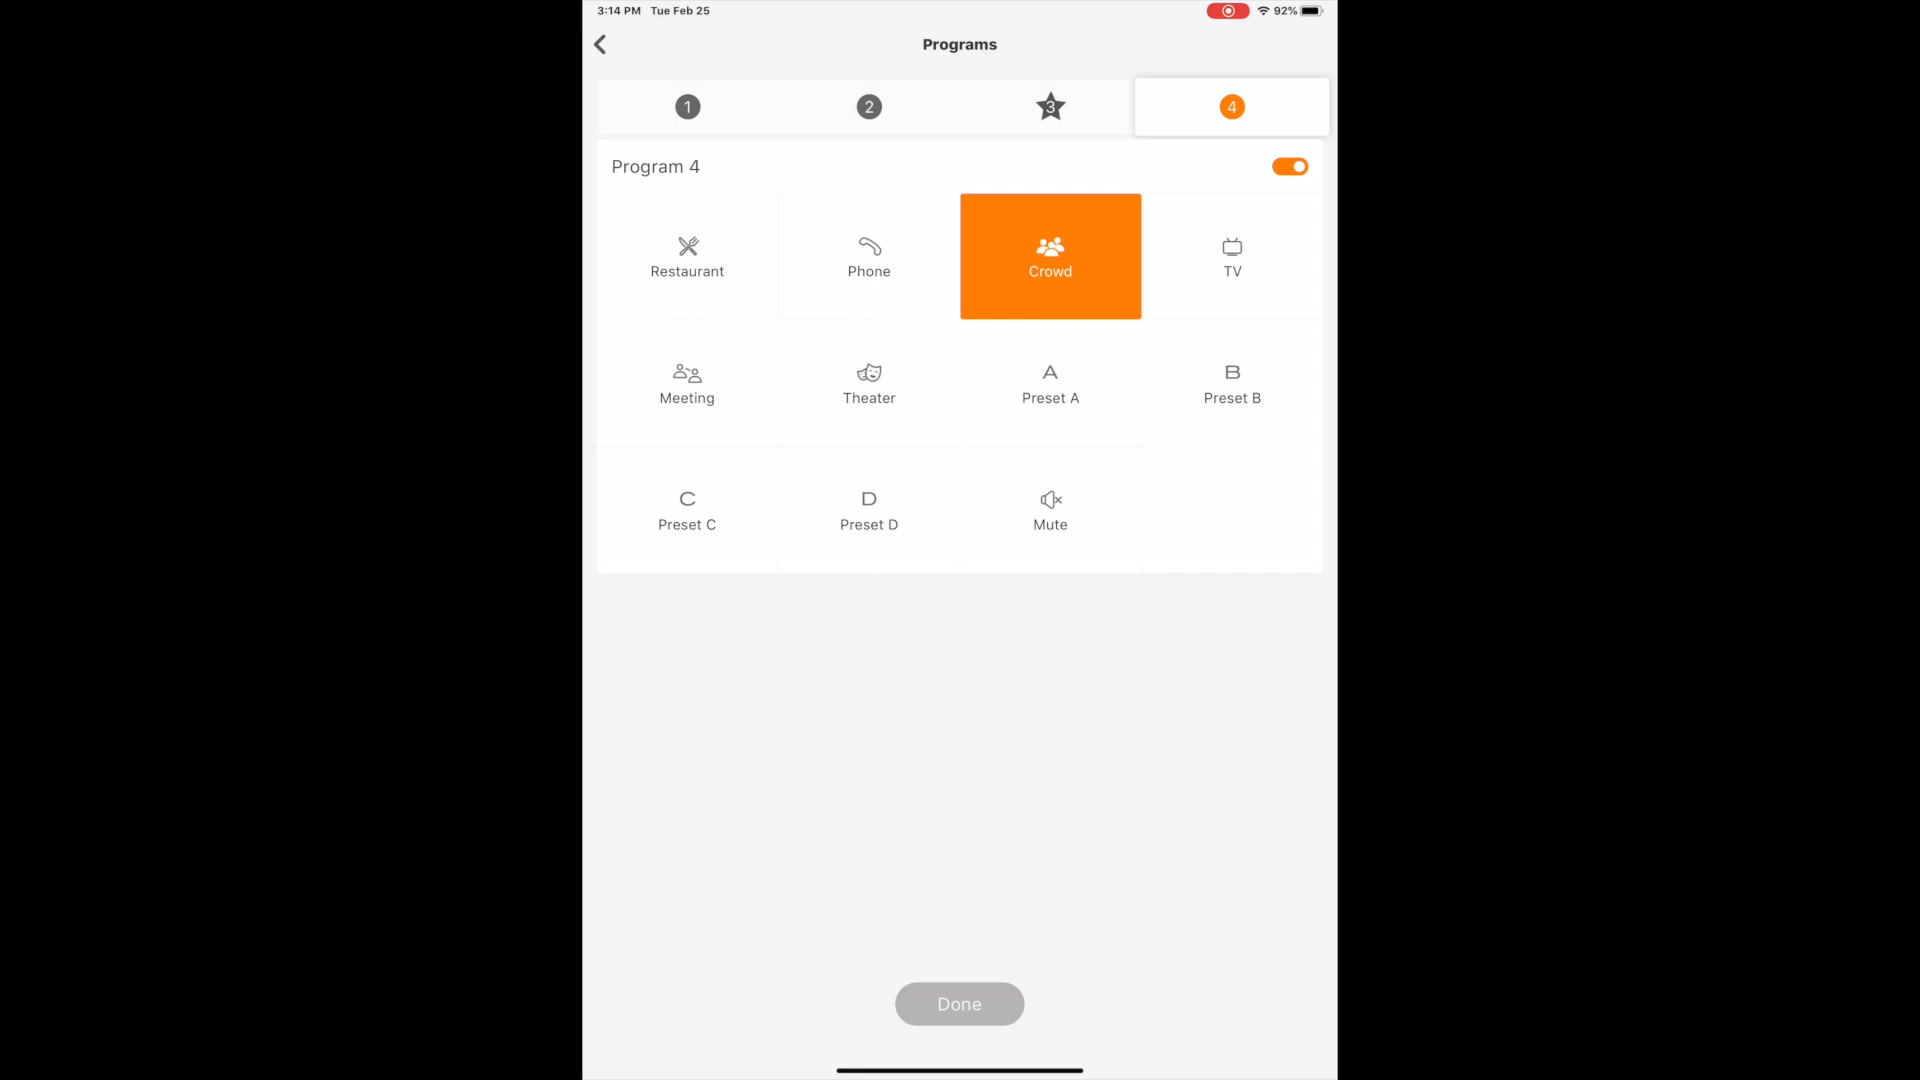 3:14 PM Tue Feb 25 92%
Programs
1 2 3 4
Program 4
Restaurant Phone Crowd TV
A B
Meeting Theater Preset A Preset B
C D
Preset C Preset D Mute
Done